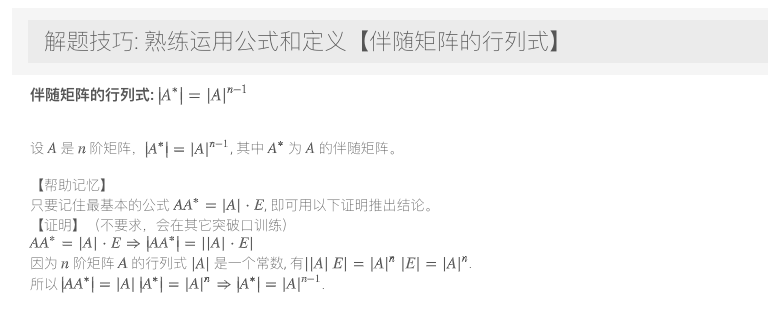 解题技巧: 熟练运用公式和定义【伴随矩阵的行列式】
伴随矩阵的行列式: |A*| = |A|ⁿ⁻¹
设 A 是 n 阶矩阵，|A*| = |A|ⁿ⁻¹, 其中 A* 为 A 的伴随矩阵。
【帮助记忆】
只要记住最基本的公式 AA* = |A| · E, 即可用以下证明推出结论。
【证明】（不要求，会在其它突破口训练）
AA* = |A| · E ⇒ |AA*| = ||A| · E|
因为 n 阶矩阵 A 的行列式 |A| 是一个常数, 有||A| E| = |A|ⁿ |E| = |A|ⁿ.
所以 |AA*| = |A| |A*| = |A|ⁿ ⇒ |A*| = |A|ⁿ⁻¹.